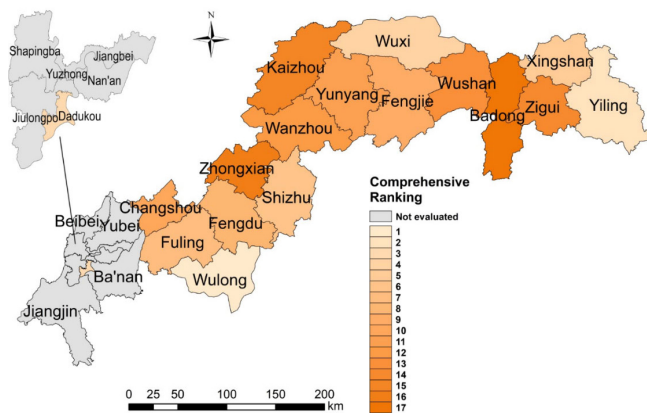 N
Shapingba
Jiangbei
Yuzhong
Nan'an
Jiulongpo
Dadukou
Wuxi
Kaizhou
Xingshan
Yunyang
Wushan
Fengjie
Badong
Zigui
Yiling
Wanzhou
Zhongxian
Shizhu
Changshou
Beibei
Yubei
Fengdu
Fuling
Ba'nan
Wulong
Jiangjin
Comprehensive
Ranking
Not evaluated
1
2
3
4
5
6
7
8
9
10
11
12
13
14
15
16
17
0 25 50 100 150 200
km